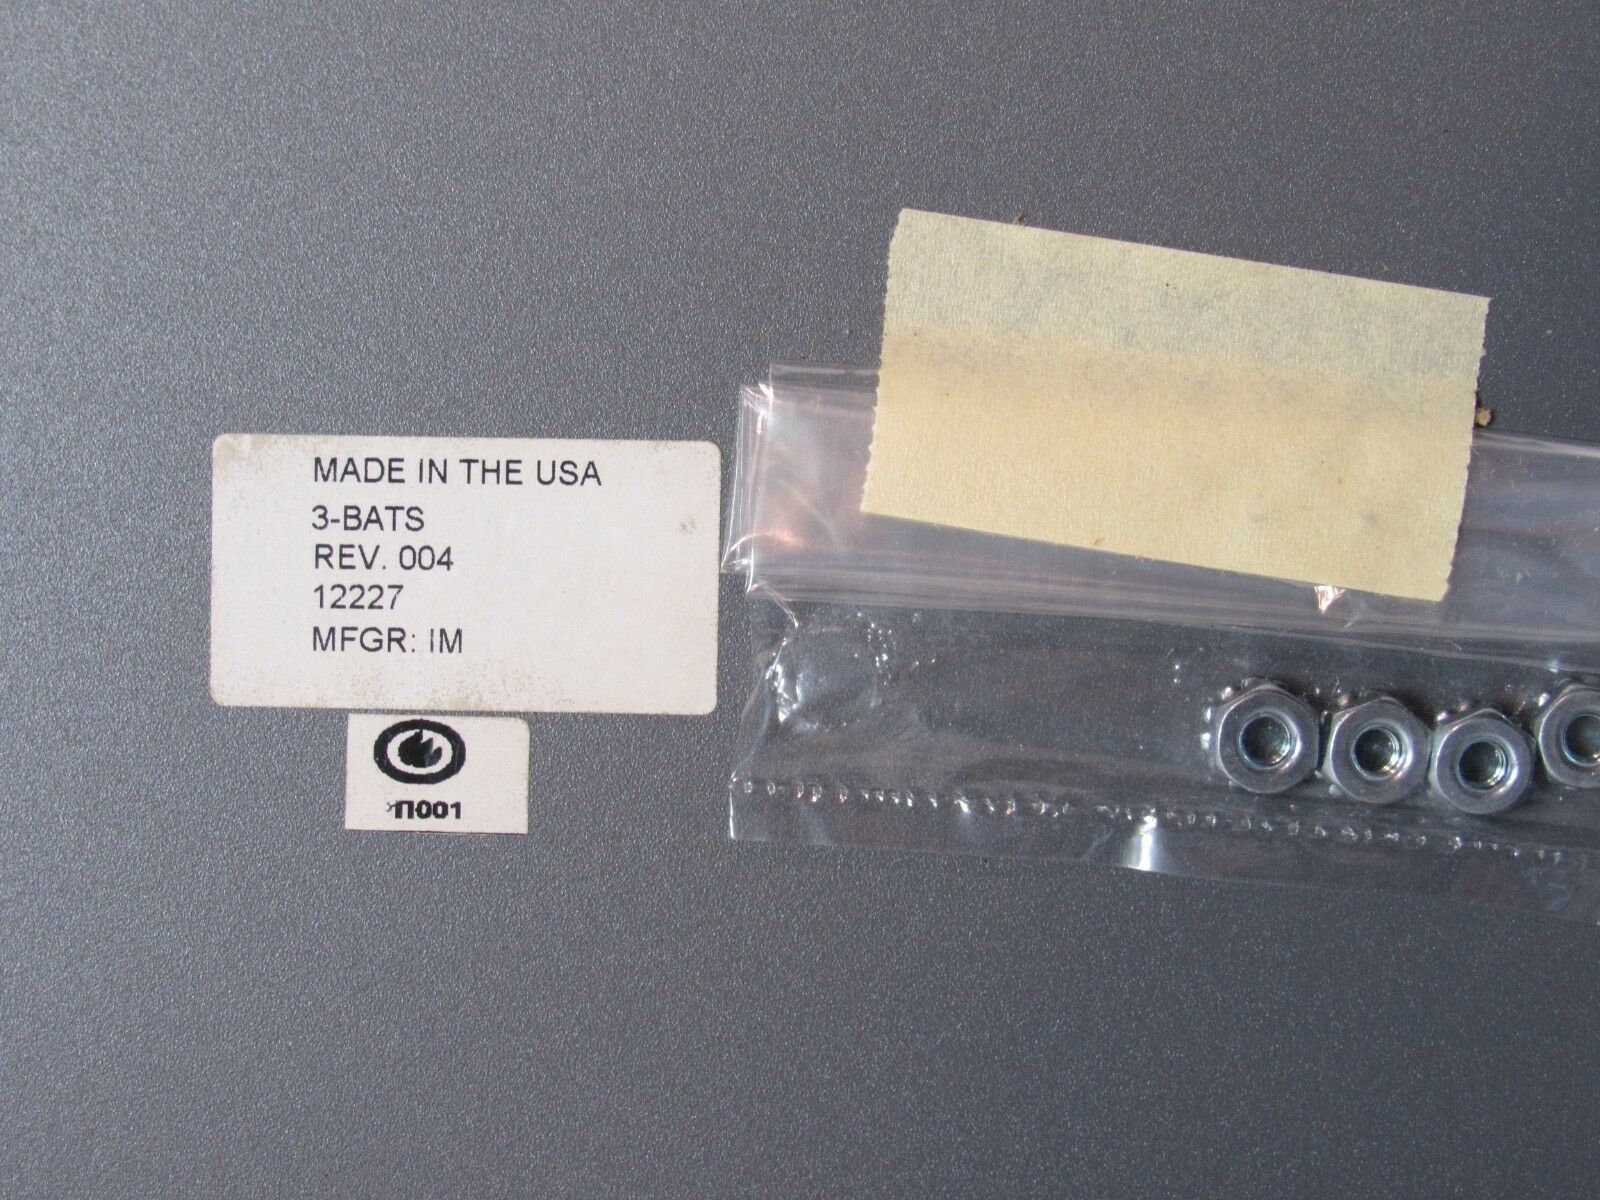 MADE IN THE USA
3-BATS
REV. 004
12227
MFGR: IM
П001